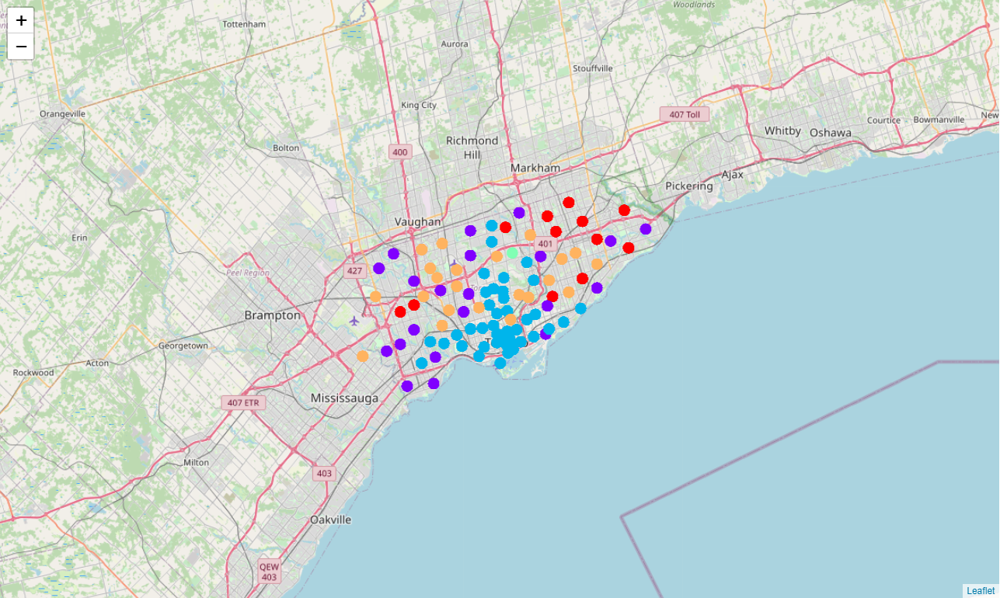 Woodlands
+
−
Tottenham
Aurora
Stouffville
King City
407 Toll
Orangeville
Courtice
Bowmanville
New
Whitby
Oshawa
Richmond
Hill
Bolton
400
Markham
Ajax
Pickering
Vaughan
Erin
401
427
Peel Region
Brampton
Georgetown
Acton
Rockwood
Mississauga
407 ETR
Milton
403
Oakville
QEW
403
Leaflet